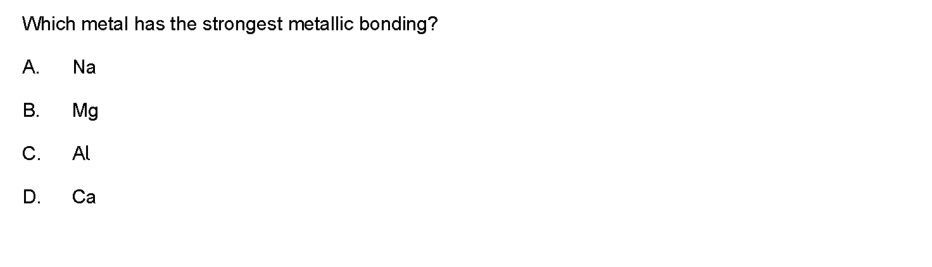 Which metal has the strongest metallic bonding?
A. Na
B. Mg
C. Al
D. Ca